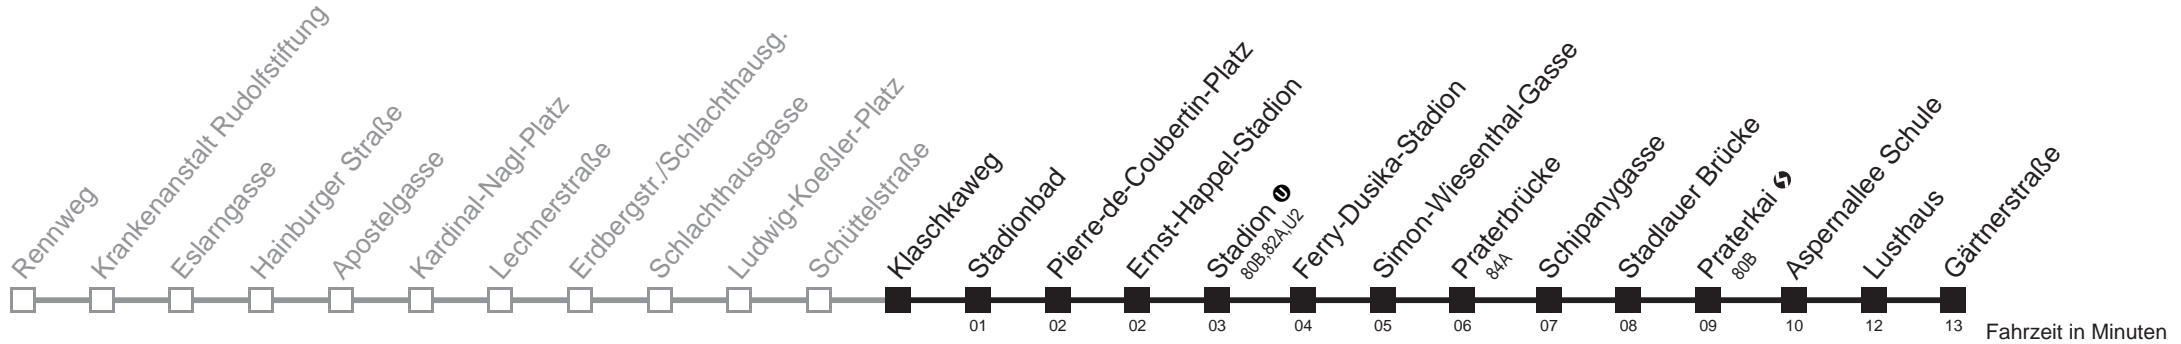 Rennweg
Krankenanstalt Rudolfstiftung
Eslarngasse
Hainburger Straße
Apostelgasse
Kardinal-Nagl-Platz
Lechnerstraße
Erdbergstr./Schlachthausg.
Schlachthausgasse
Ludwig-Koeßler-Platz
Schüttelstraße
Klaschkaweg
Stadionbad
Pierre-de-Coubertin-Platz
Ernst-Happel-Stadion
Stadion U
80B,82A,U2
Ferry-Dusika-Stadion
Simon-Wiesenthal-Gasse
Praterbrücke
84A
Schipanygasse
Stadlauer Brücke
Praterkai S
80B
Aspernallee Schule
Lusthaus
Gärtnerstraße
01 02 02 03 04 05 06 07 08 09 10 12 13
Fahrzeit in Minuten